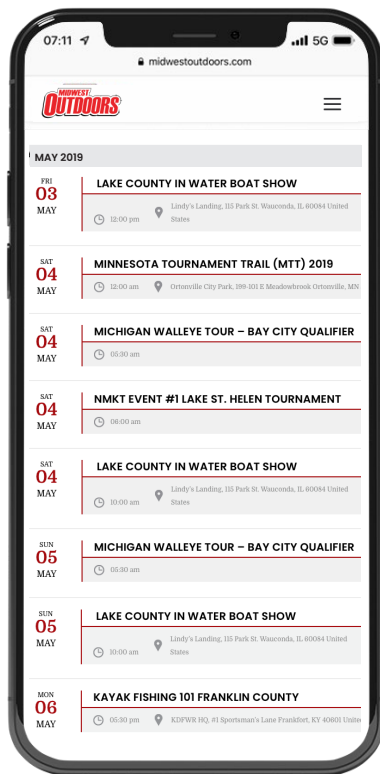 07:11
5G
midwestoutdoors.com
MIDWEST
OUTDOORS
MAY 2019
FRI
03
MAY
LAKE COUNTY IN WATER BOAT SHOW
12:00 pm
Lindy's Landing, 115 Park St. Wauconda, IL 60084 United
States
SAT
04
MAY
MINNESOTA TOURNAMENT TRAIL (MTT) 2019
12:00 am
Ortonville City Park, 199-101 E Meadowbrook Ortonville, MN
SAT
04
MAY
MICHIGAN WALLEYE TOUR – BAY CITY QUALIFIER
05:30 am
SAT
04
MAY
NMKT EVENT #1 LAKE ST. HELEN TOURNAMENT
06:00 am
SAT
04
MAY
LAKE COUNTY IN WATER BOAT SHOW
10:00 am
Lindy's Landing, 115 Park St. Wauconda, IL 60084 United
States
SUN
05
MAY
MICHIGAN WALLEYE TOUR – BAY CITY QUALIFIER
05:30 am
SUN
05
MAY
LAKE COUNTY IN WATER BOAT SHOW
10:00 am
Lindy's Landing, 115 Park St. Wauconda, IL 60084 United
States
MON
06
MAY
KAYAK FISHING 101 FRANKLIN COUNTY
05:30 pm
KDFWR HQ, #1 Sportsman's Lane Frankfort, KY 40601